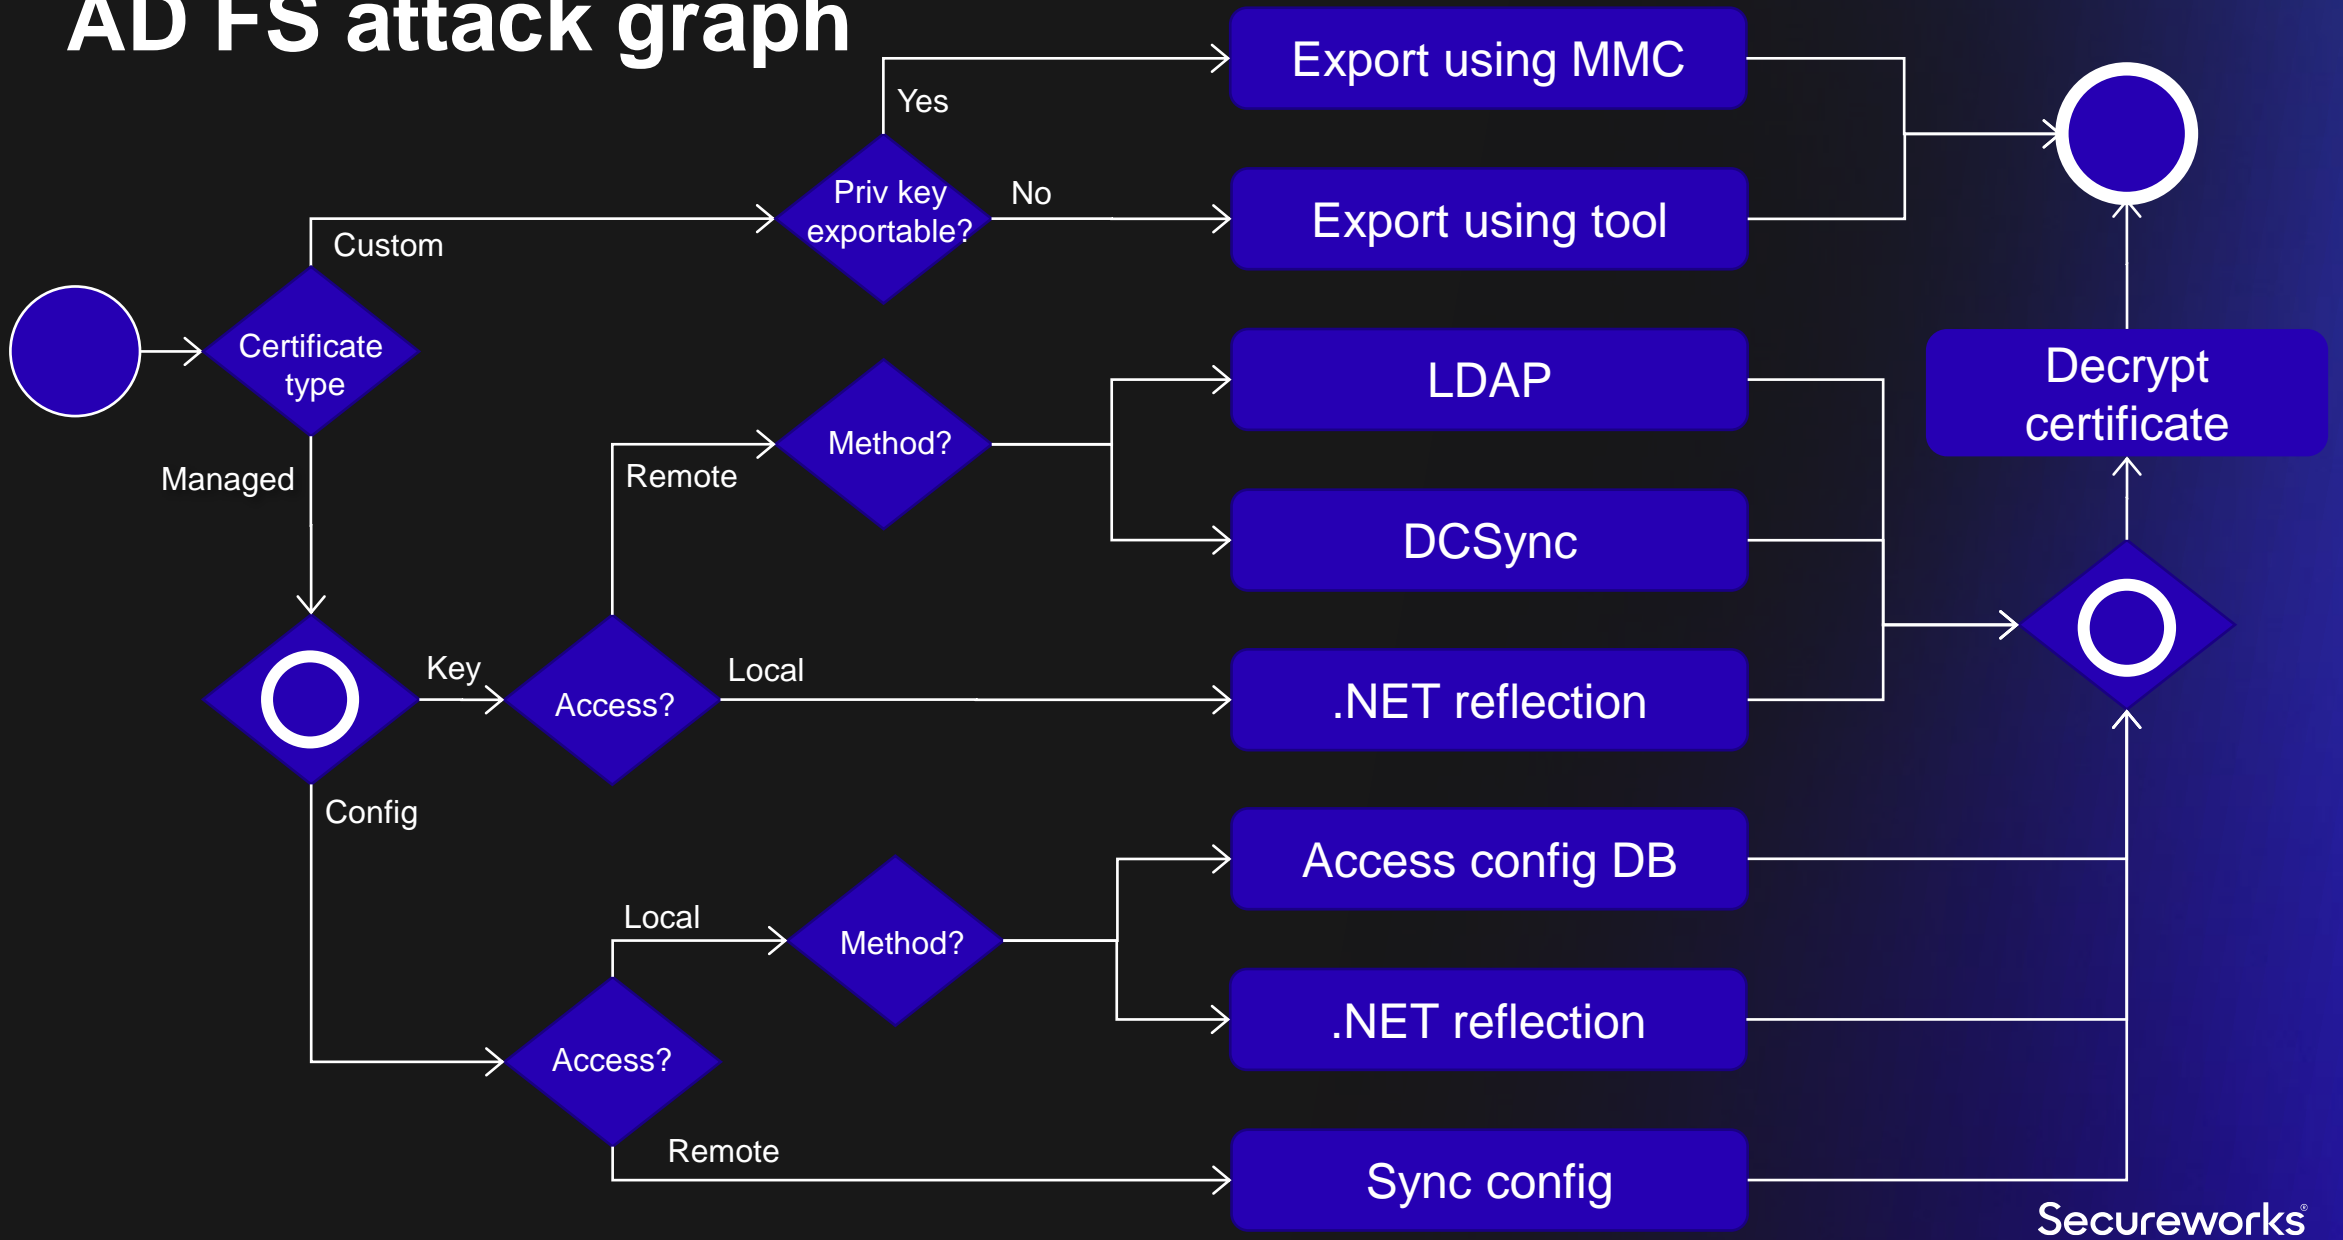 AD FS attack graph
Export using MMC
Yes
Priv key
exportable?
No
Export using tool
Custom
Certificate
type
LDAP
Decrypt
certificate
Method?
Remote
Managed
DCSync
Key
Local
Access?
.NET reflection
Config
Access config DB
Local
Method?
.NET reflection
Access?
Remote
Sync config
Secureworks®